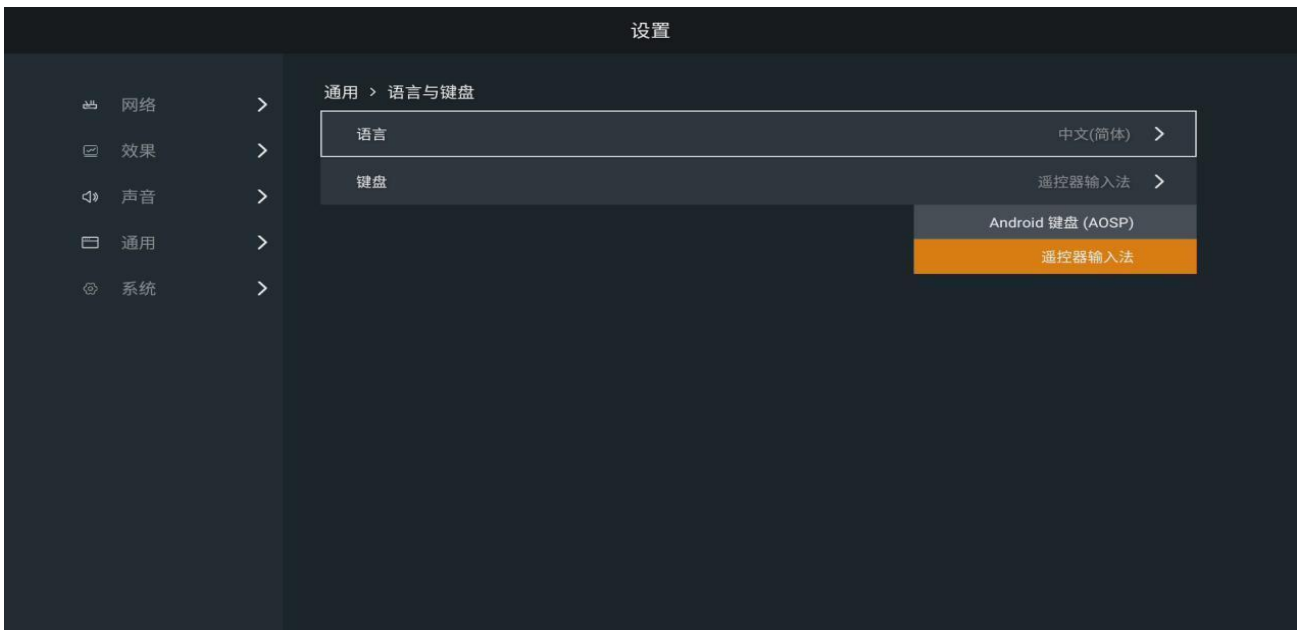 设置
网络
效果
声音
通用
系统
通用 > 语言与键盘
语言 中文(简体)
键盘 遥控器输入法
Android 键盘 (AOSP)
遥控器输入法